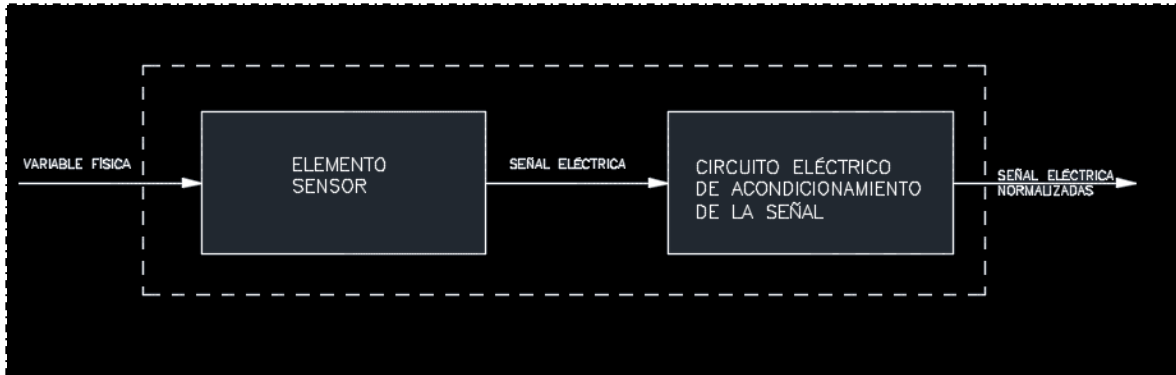 VARIABLE FÍSICA
ELEMENTO
SENSOR
SEÑAL ELÉCTRICA
CIRCUITO ELÉCTRICO
DE ACONDICIONAMIENTO
DE LA SEÑAL
SEÑAL ELÉCTRICA
NORMALIZADAS